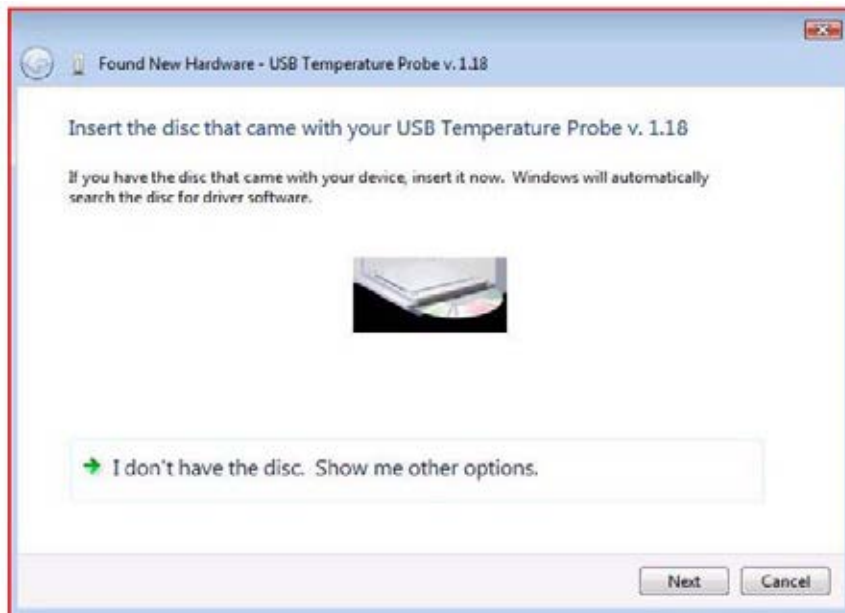 Found New Hardware - USB Temperature Probe v. 1.18
Insert the disc that came with your USB Temperature Probe v. 1.18
If you have the disc that came with your device, insert it now. Windows will automatically
search the disc for driver software.
I don't have the disc. Show me other options.
Next Cancel